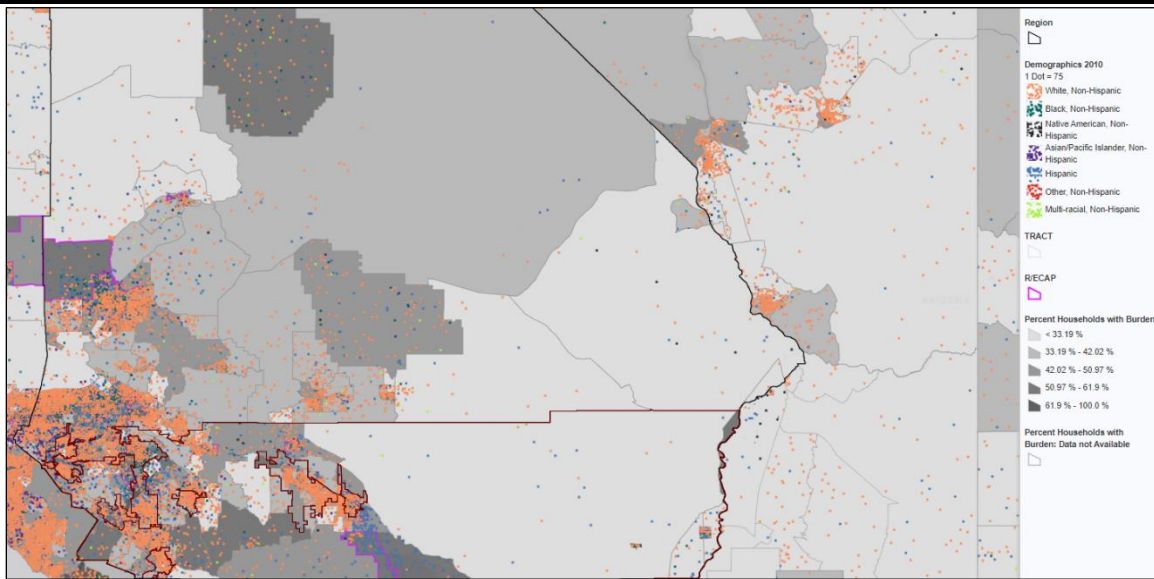 Region
Demographics 2010
1 Dot = 75
White, Non-Hispanic
Black, Non-Hispanic
Native American, Non-
Hispanic
Asian/Pacific Islander, Non-
Hispanic
Hispanic
Other, Non-Hispanic
Multi-racial, Non-Hispanic
TRACT
R/ECAP
Percent Households with Burden
< 33.19 %
33.19 % - 42.02 %
42.02 % - 50.97 %
50.97 % - 61.9 %
61.9 % - 100.0 %
Percent Households with
Burden: Data not Available